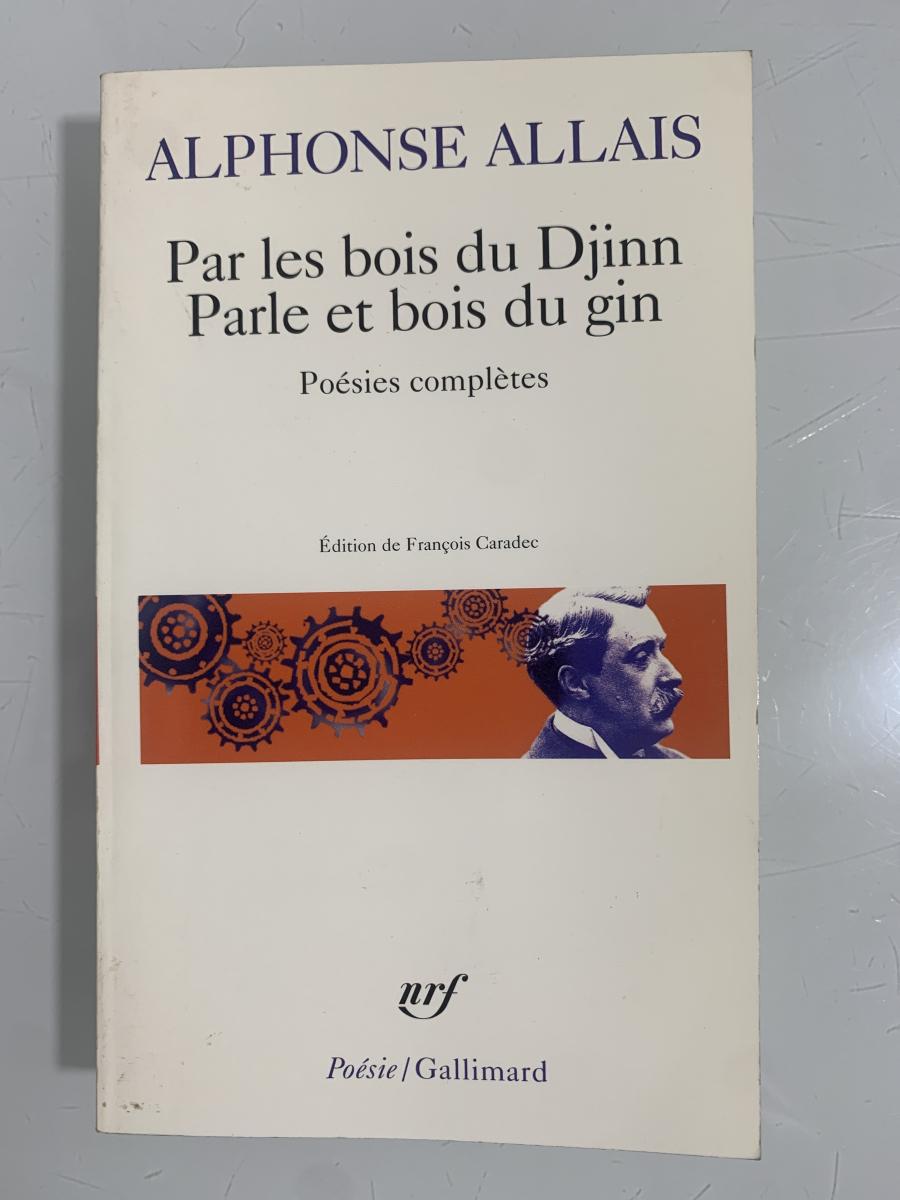 ALPHONSE ALLAIS
Par les bois du Djinn
Parle et bois du gin
Poésies complètes
Édition de François Caradec
nrf
Poésie / Gallimard